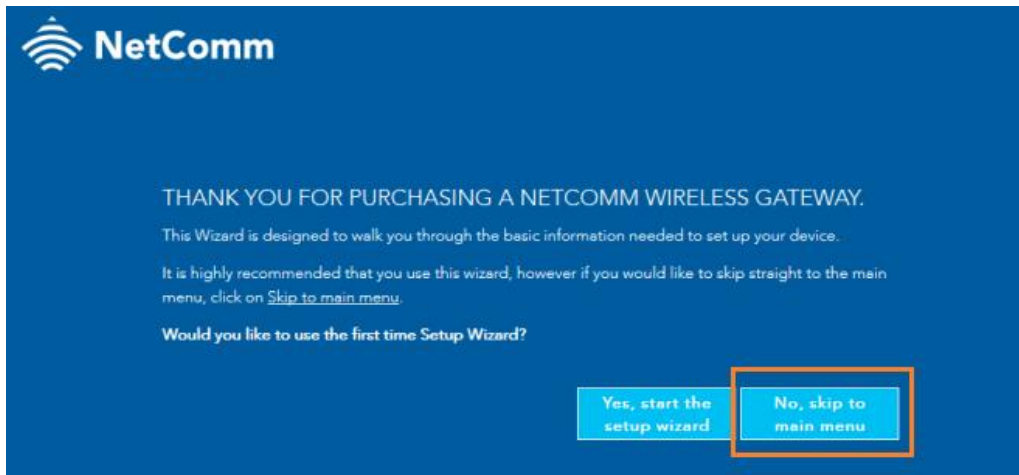 NetComm
THANK YOU FOR PURCHASING A NETCOMM WIRELESS GATEWAY.
This Wizard is designed to walk you through the basic information needed to set up your device.
It is highly recommended that you use this wizard, however if you would like to skip straight to the main
menu, click on Skip to main menu.
Would you like to use the first time Setup Wizard?
Yes, start the
setup wizard
No, skip to
main menu